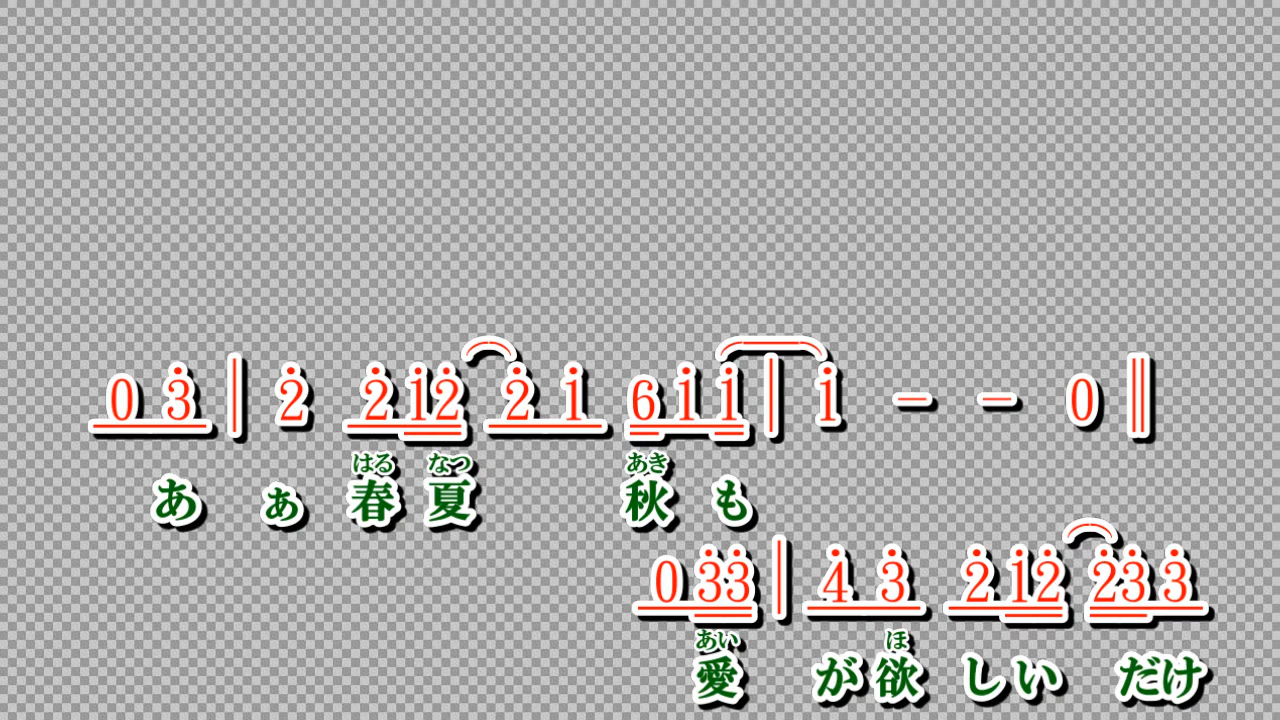 0 3̇ | 2̇ 2̇ 1̇ 2̇ 2̇ 1̇ 6 1̇ 1̇ | 1̇ － － 0 ‖
はる なつ あき
あ ぁ 春 夏 秋 も
0 3̇ 3̇ | 4̇ 3̇ 2̇ 1̇ 2̇ 2̇ 3̇ 3̇
あい ほ
愛 が 欲 し い だ け